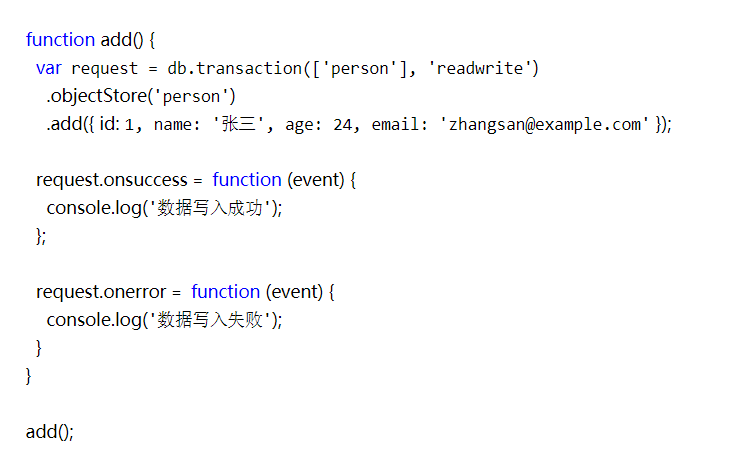 function add() {
  var request = db.transaction(['person'], 'readwrite')
    .objectStore('person')
    .add({ id: 1, name: '张三', age: 24, email: 'zhangsan@example.com' });

  request.onsuccess = function (event) {
    console.log('数据写入成功');
  };

  request.onerror = function (event) {
    console.log('数据写入失败');
  }
}

add();